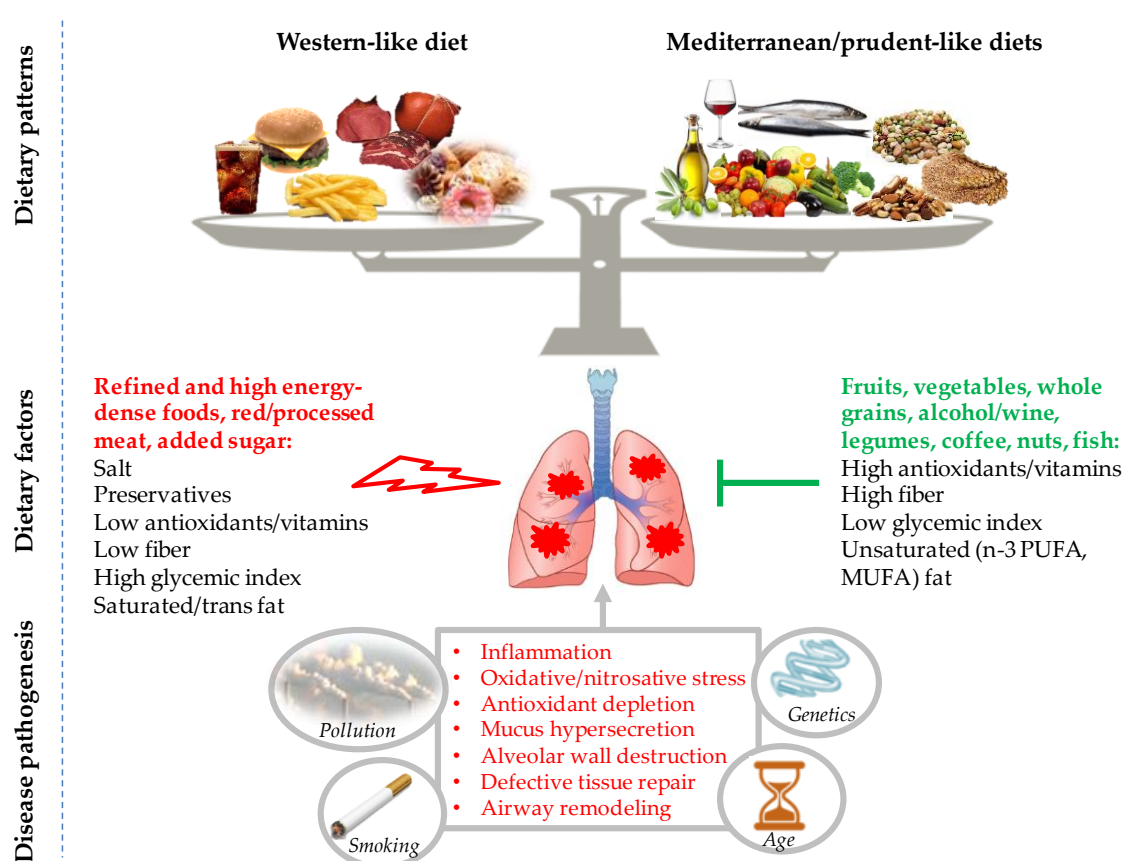 Dietary patterns
Western-like diet
Mediterranean/prudent-like diets
Dietary factors
Refined and high energy-
dense foods, red/processed
meat, added sugar:
Salt
Preservatives
Low antioxidants/vitamins
Low fiber
High glycemic index
Saturated/trans fat
Fruits, vegetables, whole
grains, alcohol/wine,
legumes, coffee, nuts, fish:
High antioxidants/vitamins
High fiber
Low glycemic index
Unsaturated (n-3 PUFA,
MUFA) fat
Disease pathogenesis
Pollution
Smoking
• Inflammation
• Oxidative/nitrosative stress
• Antioxidant depletion
• Mucus hypersecretion
• Alveolar wall destruction
• Defective tissue repair
• Airway remodeling
Genetics
Age